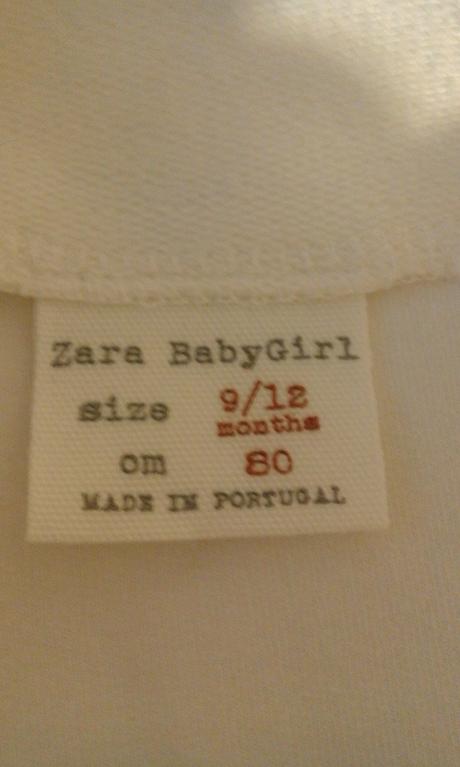 Zara BabyGirl
size 9/12
months
cm 80
MADE IN PORTUGAL